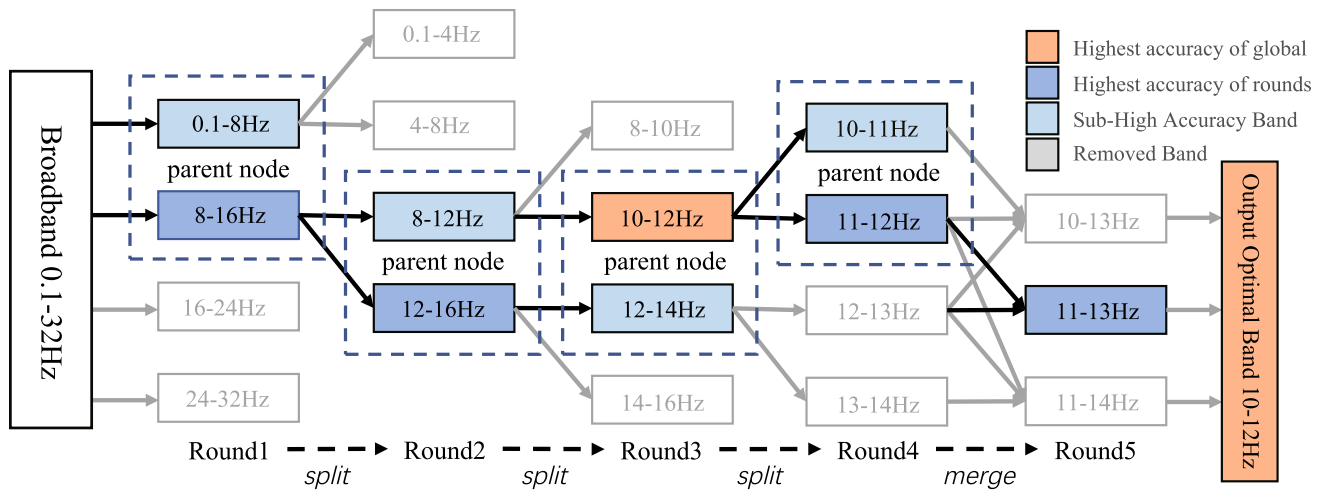 Broadband 0.1-32Hz
0.1-8Hz
parent node
8-16Hz
16-24Hz
24-32Hz
0.1-4Hz
4-8Hz
8-12Hz
parent node
12-16Hz
8-10Hz
10-12Hz
parent node
12-14Hz
14-16Hz
10-11Hz
parent node
11-12Hz
12-13Hz
13-14Hz
10-13Hz
11-13Hz
11-14Hz
Highest accuracy of global
Highest accuracy of rounds
Sub-High Accuracy Band
Removed Band
Output Optimal Band 10-12Hz
Round1
split
Round2
split
Round3
split
Round4
merge
Round5